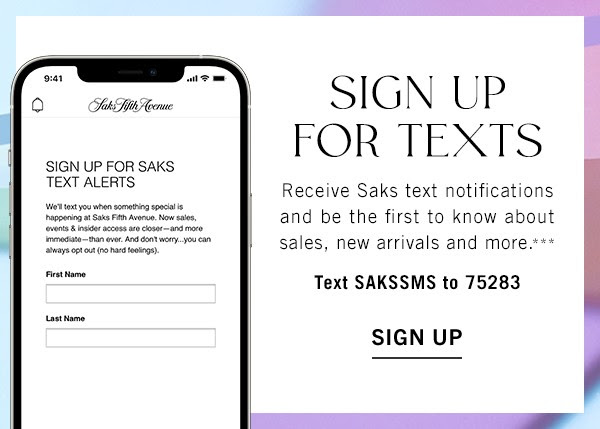 9:41
Saks Fifth Avenue
SIGN UP FOR SAKS
TEXT ALERTS
We'll text you when something special is
happening at Saks Fifth Avenue. Now sales,
events & insider access are closer—and more
immediate—than ever. And don't worry...you can
always opt out (no hard feelings).
First Name
Last Name
SIGN UP
FOR TEXTS
Receive Saks text notifications
and be the first to know about
sales, new arrivals and more.***
Text SAKSSMS to 75283
SIGN UP